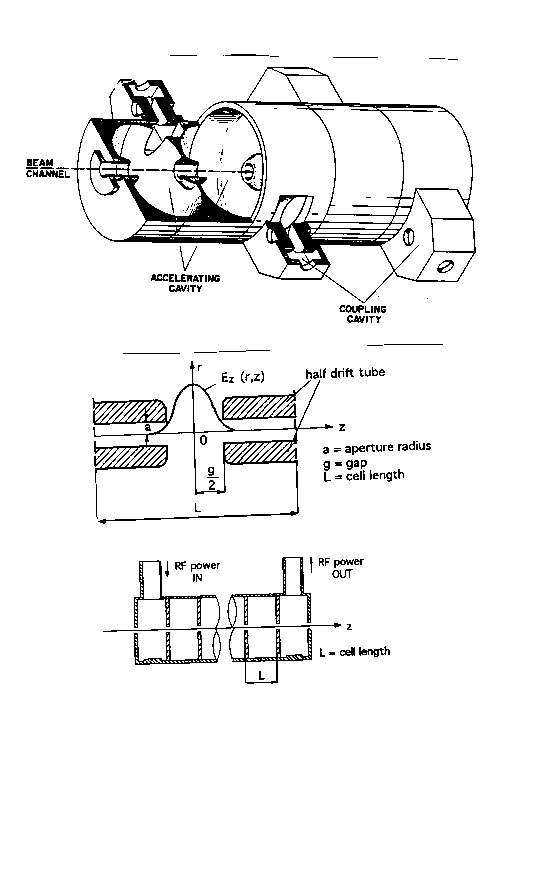 BEAM
CHANNEL
ACCELERATING
CAVITY
COUPLING
CAVITY
r
Ez (r,z)
half drift tube
a
z
0
a = aperture radius
g = gap
L = cell length
g
2
L
RF power
IN
RF power
OUT
z
L = cell length
L